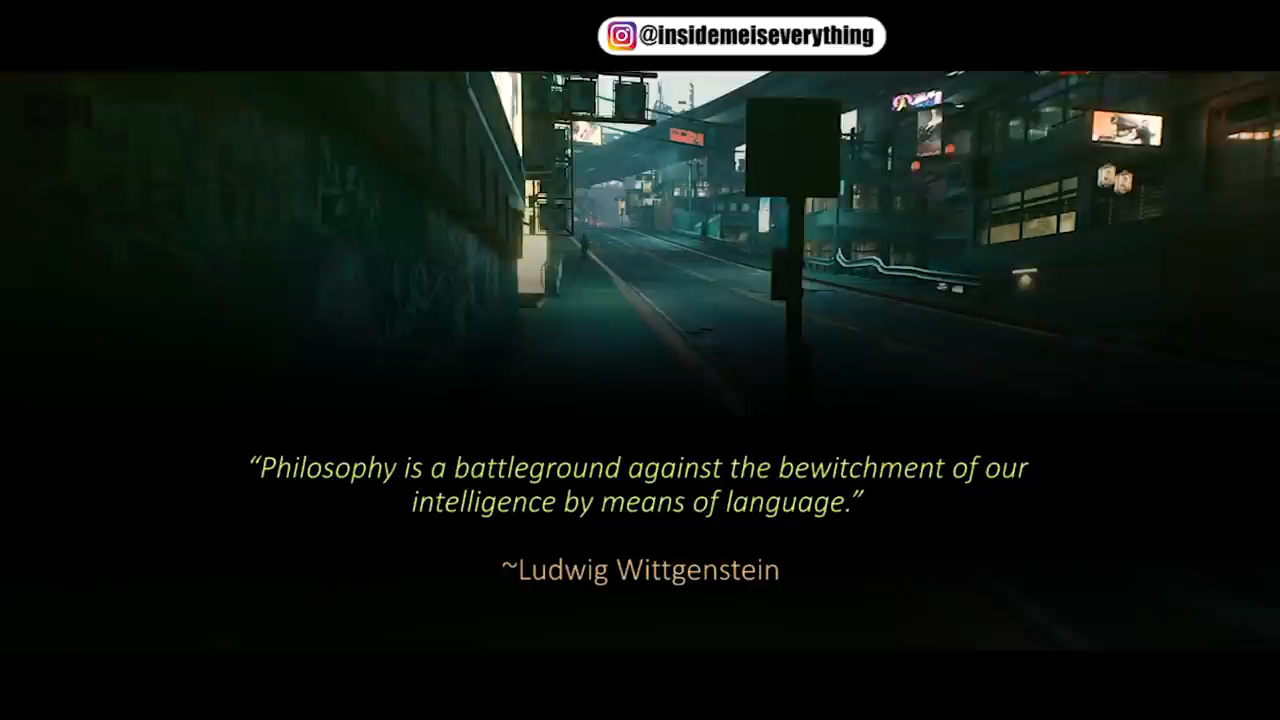 @insidemeiseverything
“Philosophy is a battleground against the bewitchment of our
intelligence by means of language.”
~Ludwig Wittgenstein